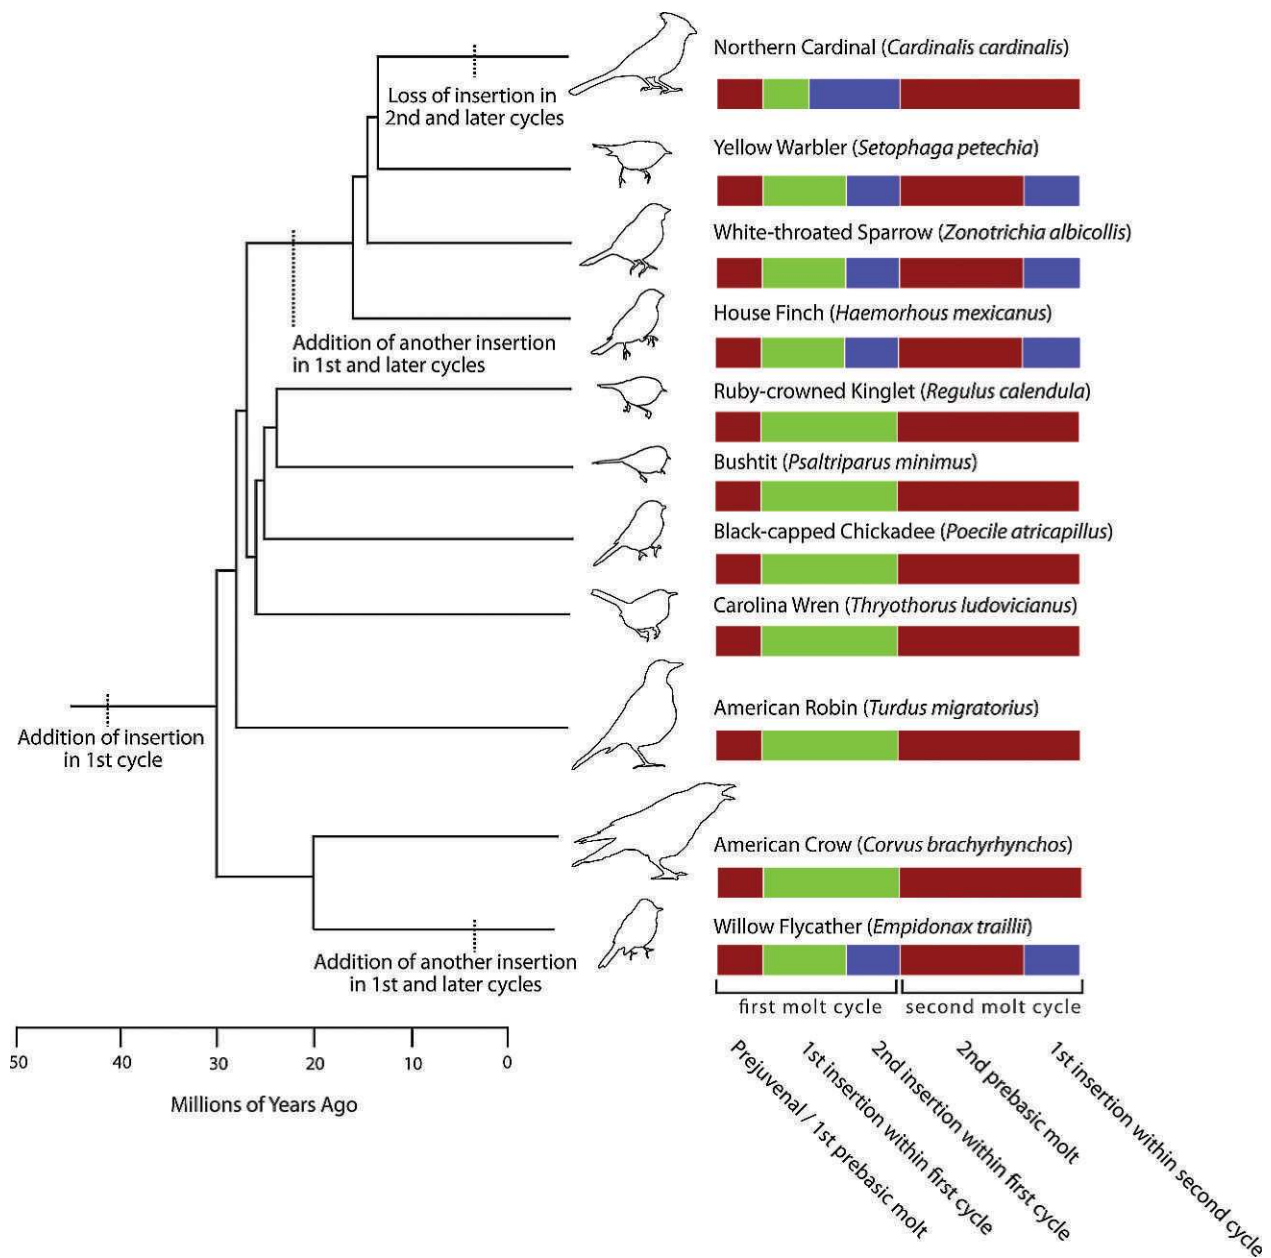 Northern Cardinal (Cardinalis cardinalis)
Loss of insertion in
2nd and later cycles
Yellow Warbler (Setophaga petechia)
White-throated Sparrow (Zonotrichia albicollis)
House Finch (Haemorhous mexicanus)
Addition of another insertion
in 1st and later cycles
Ruby-crowned Kinglet (Regulus calendula)
Bushtit (Psaltriparus minimus)
Black-capped Chickadee (Poecile atricapillus)
Carolina Wren (Thryothorus ludovicianus)
American Robin (Turdus migratorius)
Addition of insertion
in 1st cycle
American Crow (Corvus brachyrhynchos)
Willow Flycather (Empidonax traillii)
Addition of another insertion
in 1st and later cycles
first molt cycle
second molt cycle
50 40 30 20 10 0
Millions of Years Ago
Prejuvenal / 1st prebasic molt
1st insertion within first cycle
2nd insertion within first cycle
2nd prebasic molt
1st insertion within second cycle